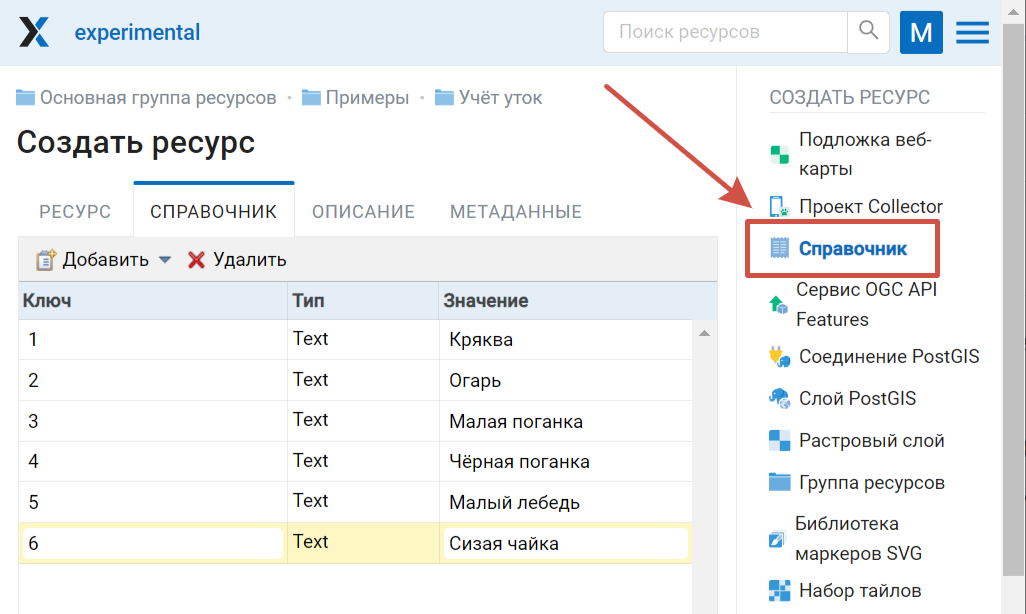 experimental
Поиск ресурсов
M
Основная группа ресурсов • Примеры • Учёт уток
Создать ресурс
РЕСУРС СПРАВОЧНИК ОПИСАНИЕ МЕТАДАННЫЕ
Добавить Удалить
Ключ Тип Значение
1 Text Кряква
2 Text Огарь
3 Text Малая поганка
4 Text Чёрная поганка
5 Text Малый лебедь
6 Text Сизая чайка
СОЗДАТЬ РЕСУРС
Подложка веб-
карты
Проект Collector
Справочник
Сервис OGC API
Features
Соединение PostGIS
Слой PostGIS
Растровый слой
Группа ресурсов
Библиотека
маркеров SVG
Набор тайлов